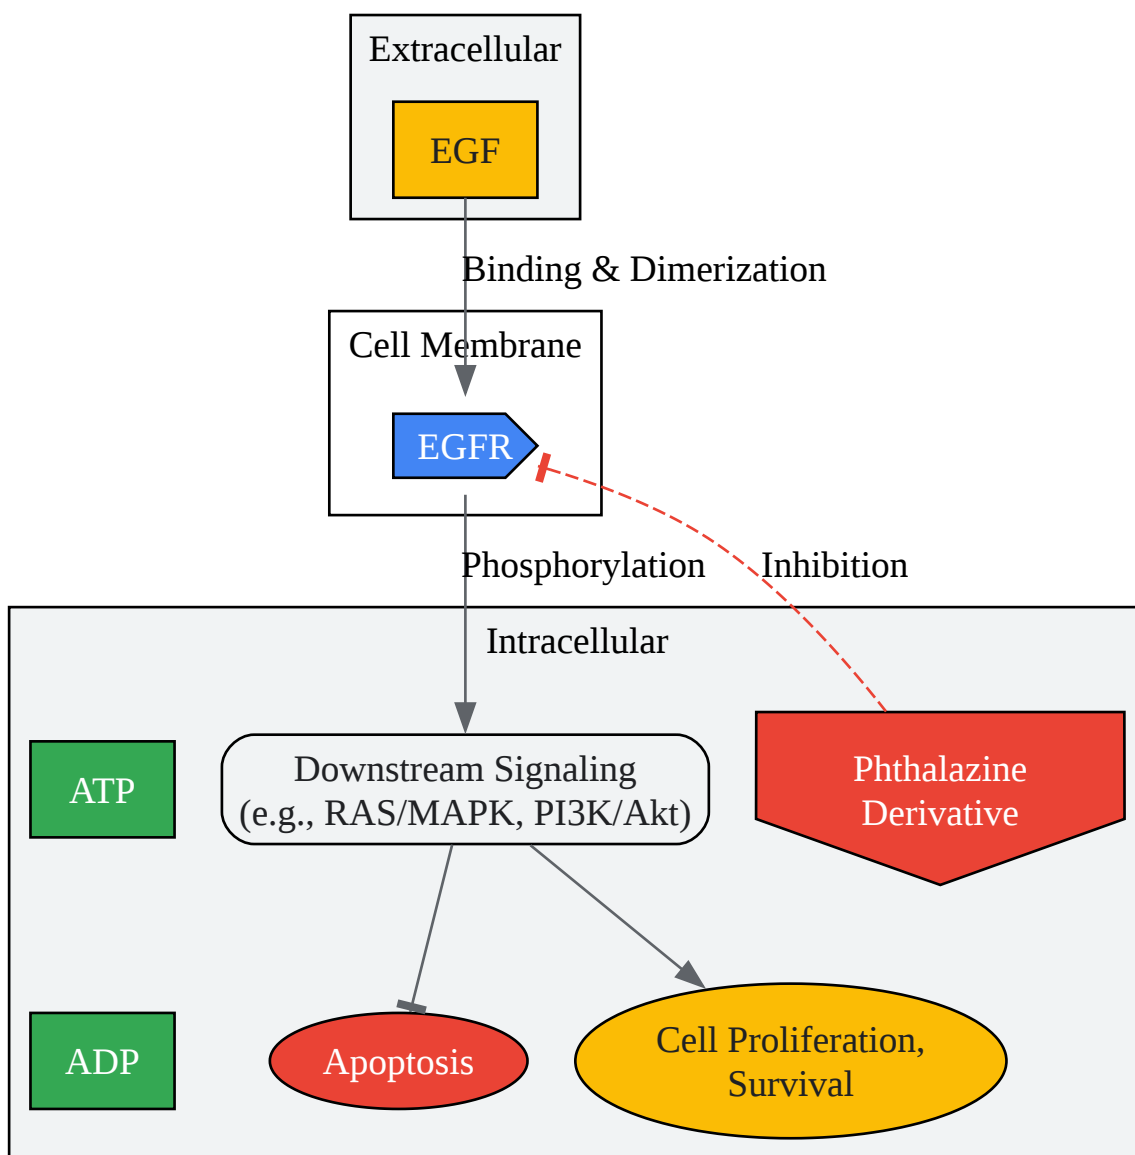 Extracellular
EGF
Binding & Dimerization
Cell Membrane
EGFR
Phosphorylation
Inhibition
Intracellular
ATP
Downstream Signaling
(e.g., RAS/MAPK, PI3K/Akt)
Phthalazine
Derivative
ADP
Apoptosis
Cell Proliferation,
Survival